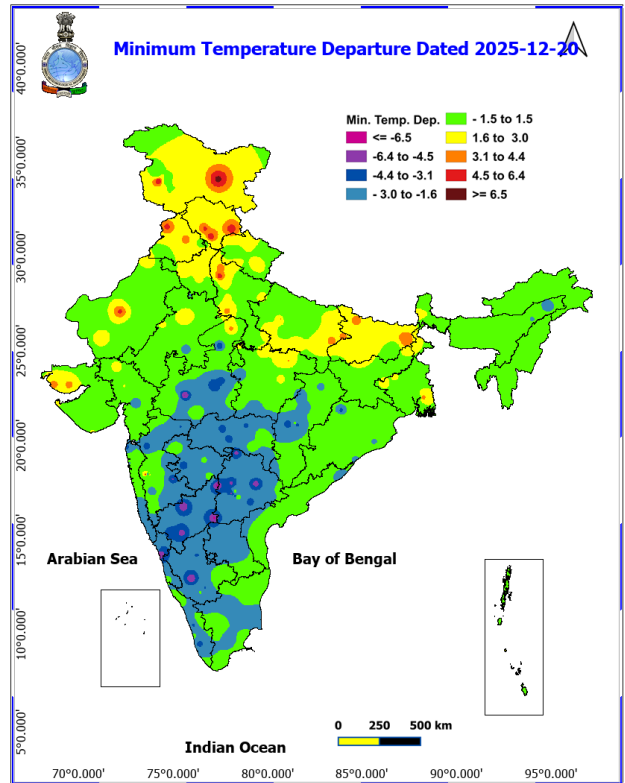 Minimum Temperature Departure Dated 2025-12-20
Min. Temp. Dep.
<= -6.5
-6.4 to -4.5
-4.4 to -3.1
- 3.0 to -1.6
- 1.5 to 1.5
1.6 to 3.0
3.1 to 4.4
4.5 to 6.4
>= 6.5
40°0.000'
35°0.000'
30°0.000'
25°0.000'
20°0.000'
15°0.000'
10°0.000'
5°0.000'
Arabian Sea
Bay of Bengal
Indian Ocean
0 250 500 km
70°0.000' 75°0.000' 80°0.000' 85°0.000' 90°0.000' 95°0.000'